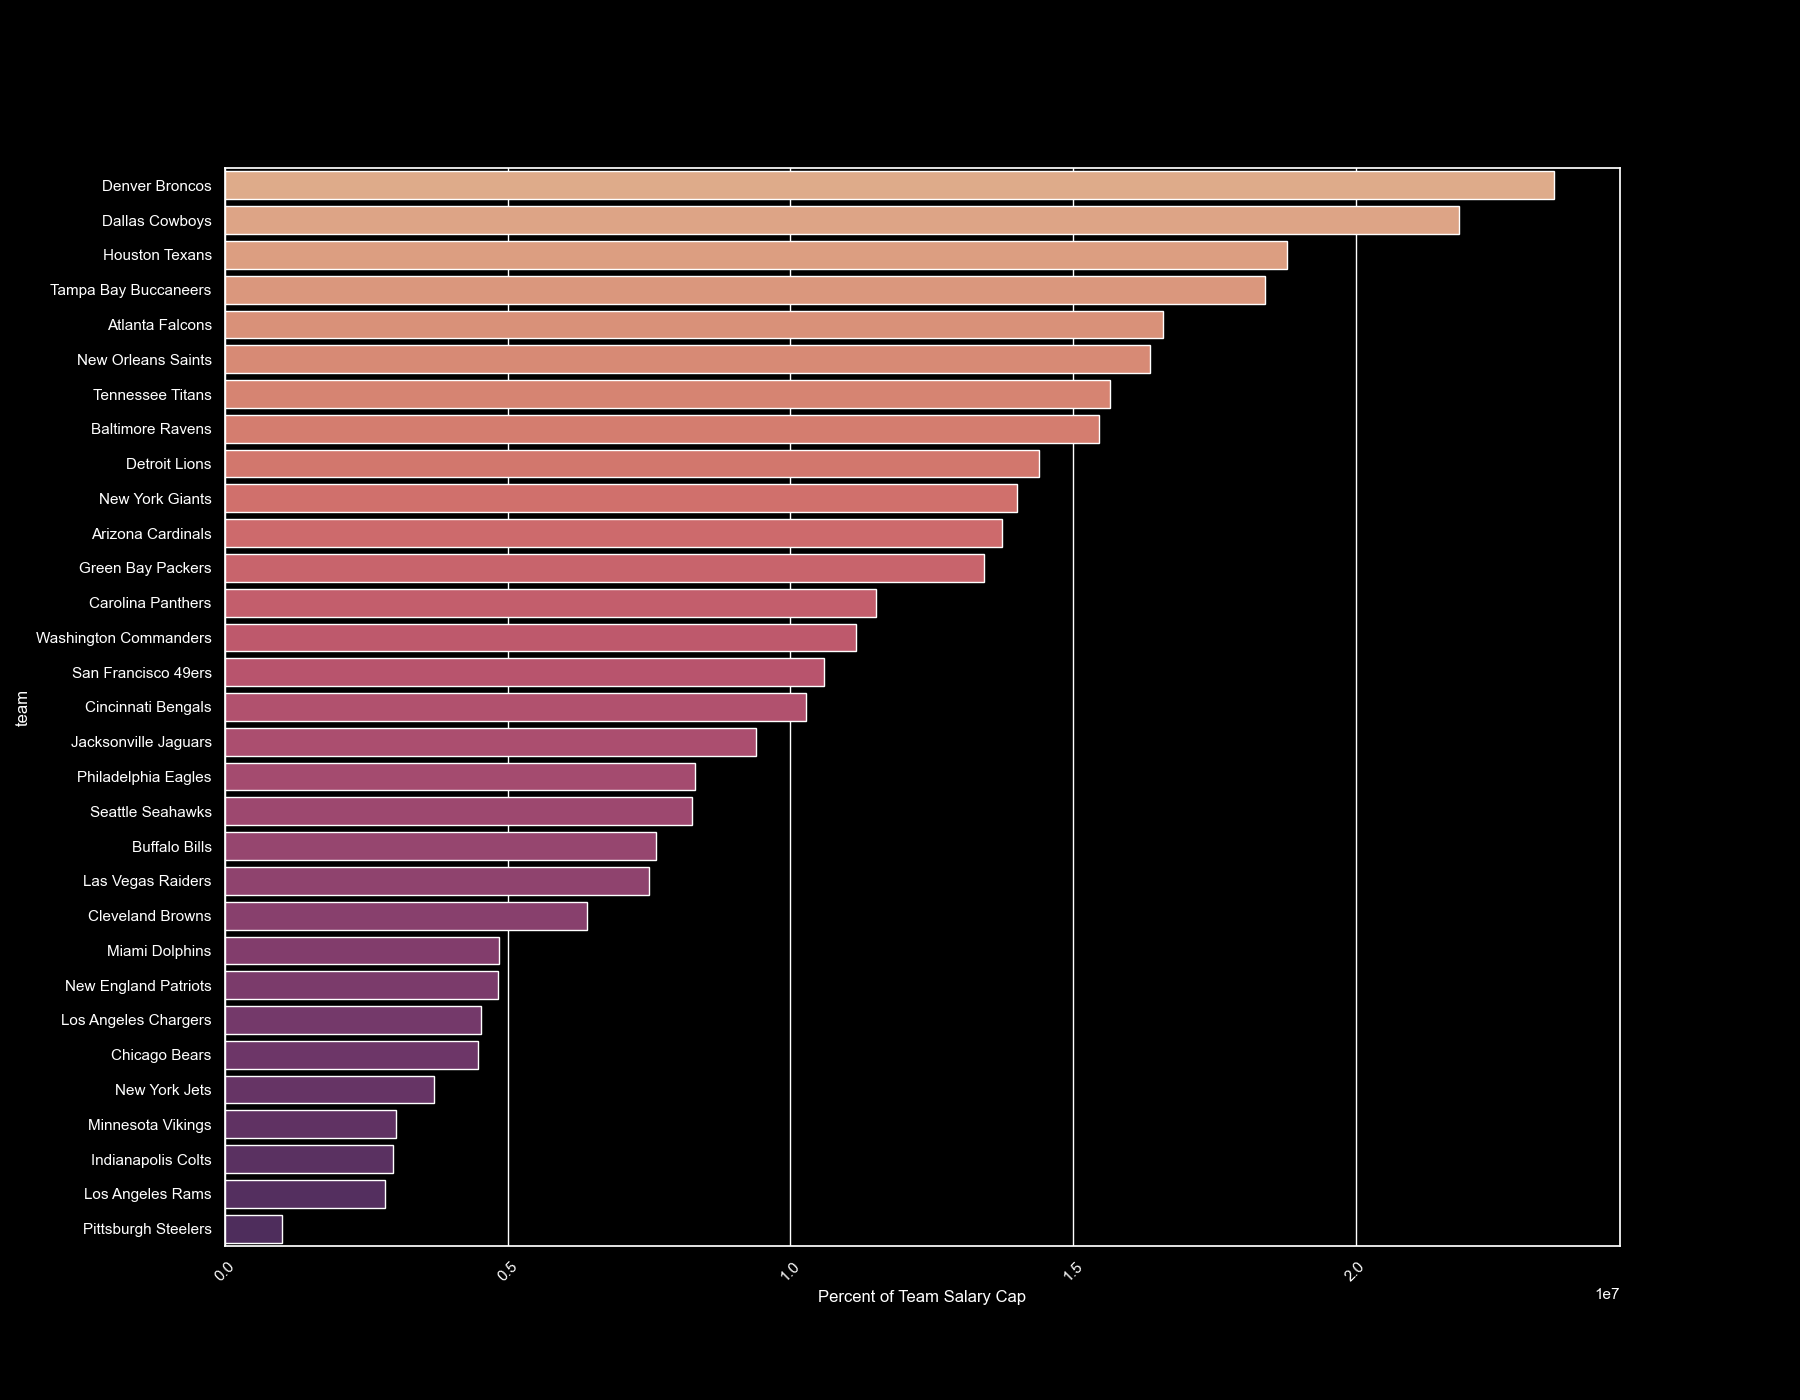 Denver Broncos
Dallas Cowboys
Houston Texans
Tampa Bay Buccaneers
Atlanta Falcons
New Orleans Saints
Tennessee Titans
Baltimore Ravens
Detroit Lions
New York Giants
Arizona Cardinals
Green Bay Packers
Carolina Panthers
Washington Commanders
San Francisco 49ers
Cincinnati Bengals
Jacksonville Jaguars
Philadelphia Eagles
Seattle Seahawks
Buffalo Bills
Las Vegas Raiders
Cleveland Browns
Miami Dolphins
New England Patriots
Los Angeles Chargers
Chicago Bears
New York Jets
Minnesota Vikings
Indianapolis Colts
Los Angeles Rams
Pittsburgh Steelers
team
0.0 0.5 1.0 1.5 2.0
1e7
Percent of Team Salary Cap